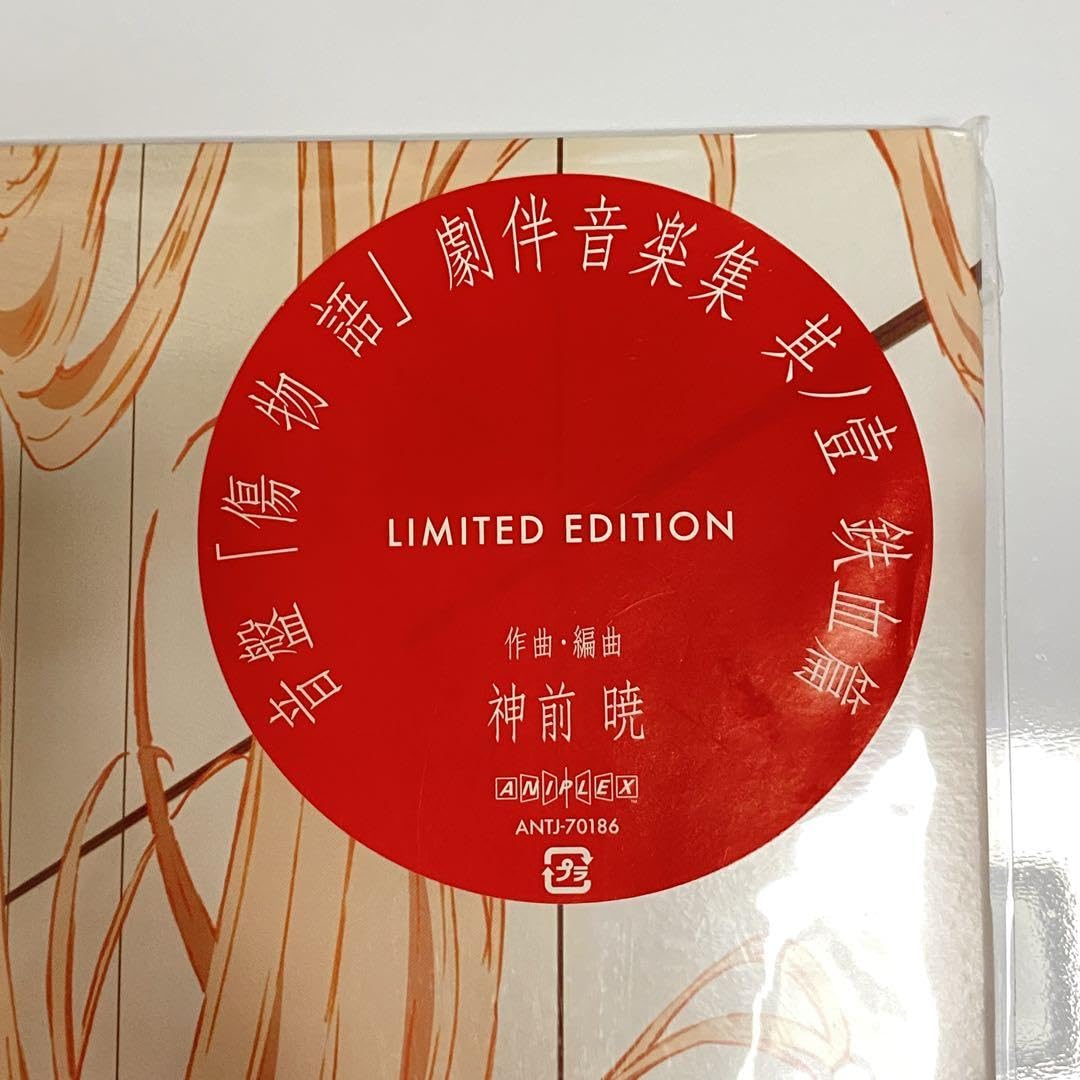 音盤「傷物語」劇伴音楽集 其ノ壹 鉄血篇
LIMITED EDITION
作曲・編曲
神前 暁
ANIPLEX™
ANTJ-70186
プラ